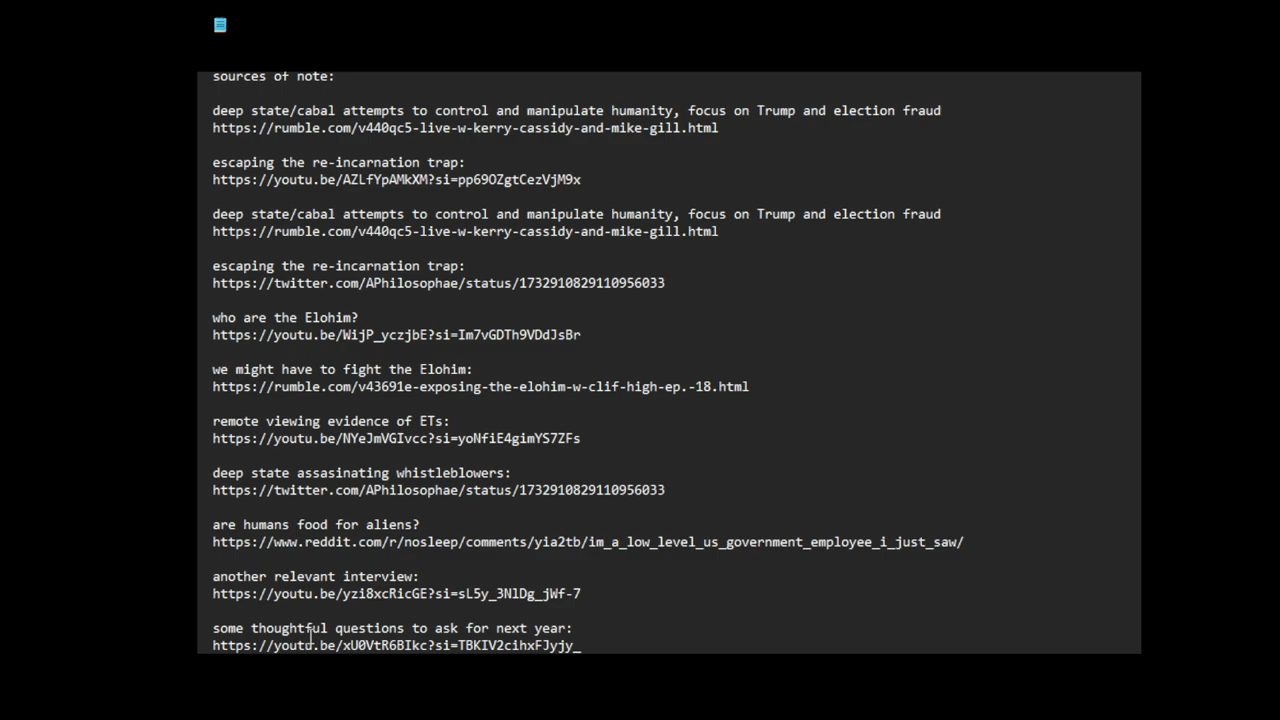 sources of note:
deep state/cabal attempts to control and manipulate humanity, focus on Trump and election fraud
https://rumble.com/v440qc5-live-w-kerry-cassidy-and-mike-gill.html
escaping the re-incarnation trap:
https://youtu.be/AZLfYpAMkXM?si=pp69OZgtCezVjM9x
deep state/cabal attempts to control and manipulate humanity, focus on Trump and election fraud
https://rumble.com/v440qc5-live-w-kerry-cassidy-and-mike-gill.html
escaping the re-incarnation trap:
https://twitter.com/APhilosophae/status/1732910829110956033
who are the Elohim?
https://youtu.be/WijP_yczjbE?si=Im7vGDTh9VDdJsBr
we might have to fight the Elohim:
https://rumble.com/v43691e-exposing-the-elohim-w-clif-high-ep.-18.html
remote viewing evidence of ETs:
https://youtu.be/NYeJmVGIvcc?si=yoNfiE4gimYS7ZFs
deep state assasinating whistleblowers:
https://twitter.com/APhilosophae/status/1732910829110956033
are humans food for aliens?
https://www.reddit.com/r/nosleep/comments/yia2tb/im_a_low_level_us_government_employee_i_just_saw/
another relevant interview:
https://youtu.be/yzi8xcRicGE?si=sL5y_3NlDg_jWf-7
some thoughtful questions to ask for next year:
https://youtu.be/xU0VtR6BIkc?si=TBKIV2cihxFJyjy_